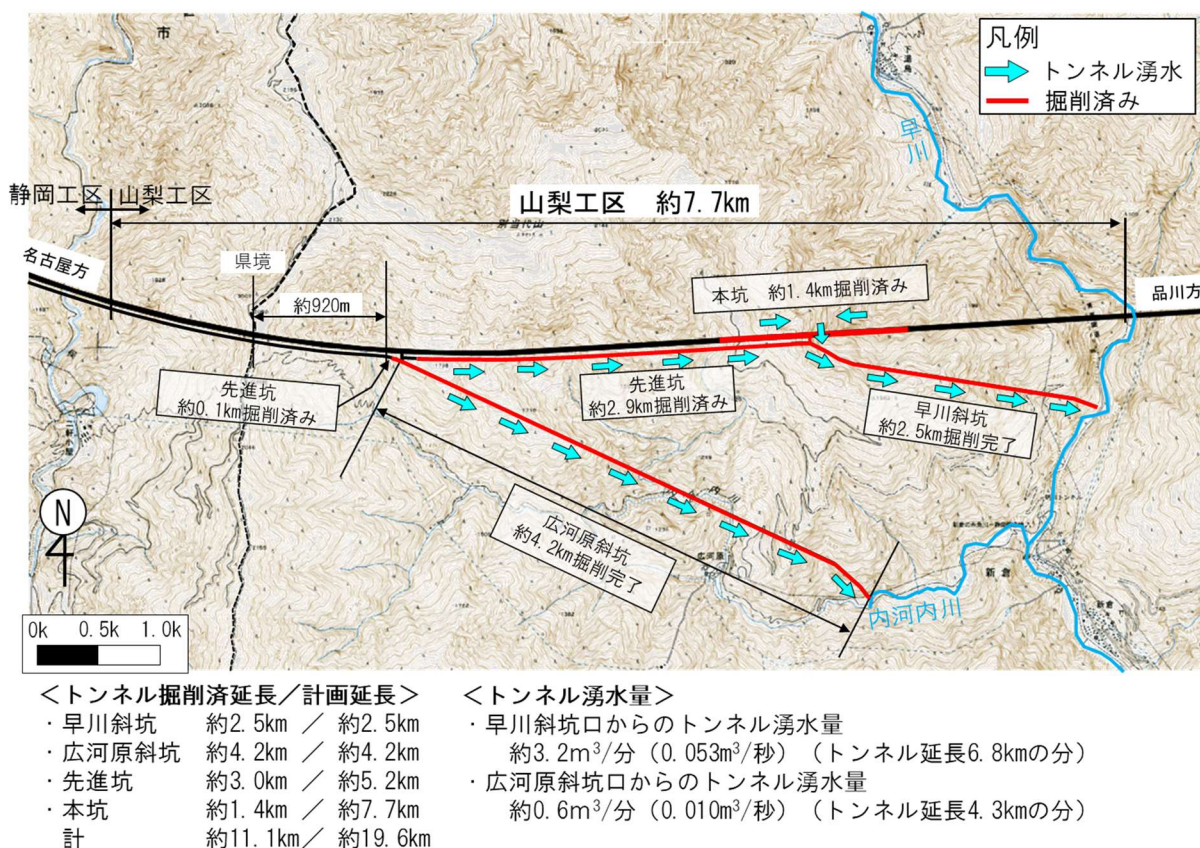 市
凡例
トンネル湧水
掘削済み
早川
静岡工区 山梨工区
山梨工区 約7.7km
名古屋方
県境
品川方
約920m
本坑 約1.4km掘削済み
先進坑
約0.1km掘削済み
先進坑
約2.9km掘削済み
早川斜坑
約2.5km掘削完了
広河原斜坑
約4.2km掘削完了
N
広河原
新倉
新倉
内河内川
0k 0.5k 1.0k
<トンネル掘削済延長/計画延長>
・早川斜坑 約2.5km / 約2.5km
・広河原斜坑 約4.2km / 約4.2km
・先進坑 約3.0km / 約5.2km
・本坑 約1.4km / 約7.7km
計 約11.1km/ 約19.6km
<トンネル湧水量>
・早川斜坑口からのトンネル湧水量
約3.2m³/分(0.053m³/秒)(トンネル延長6.8kmの分)
・広河原斜坑口からのトンネル湧水量
約0.6m³/分(0.010m³/秒)(トンネル延長4.3kmの分)